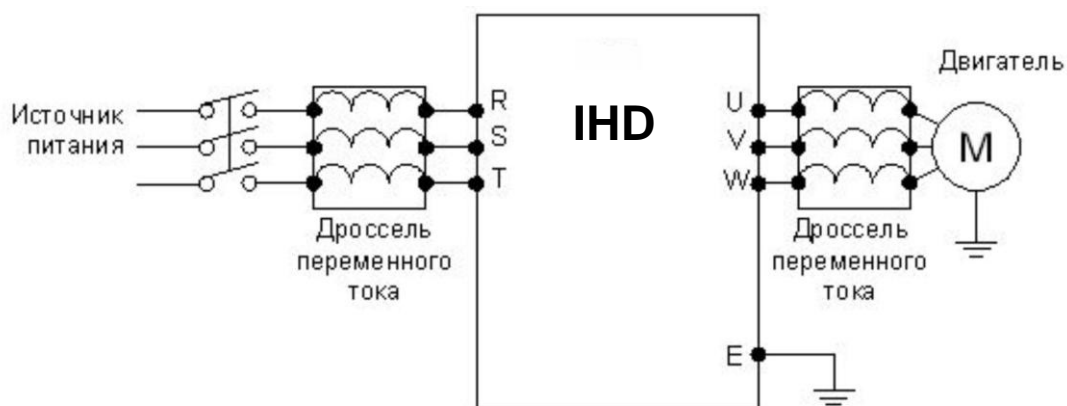 Источник
питания
R
S
T
Дроссель
переменного
тока
IHD
U
V
W
E
Дроссель
переменного
тока
Двигатель
M